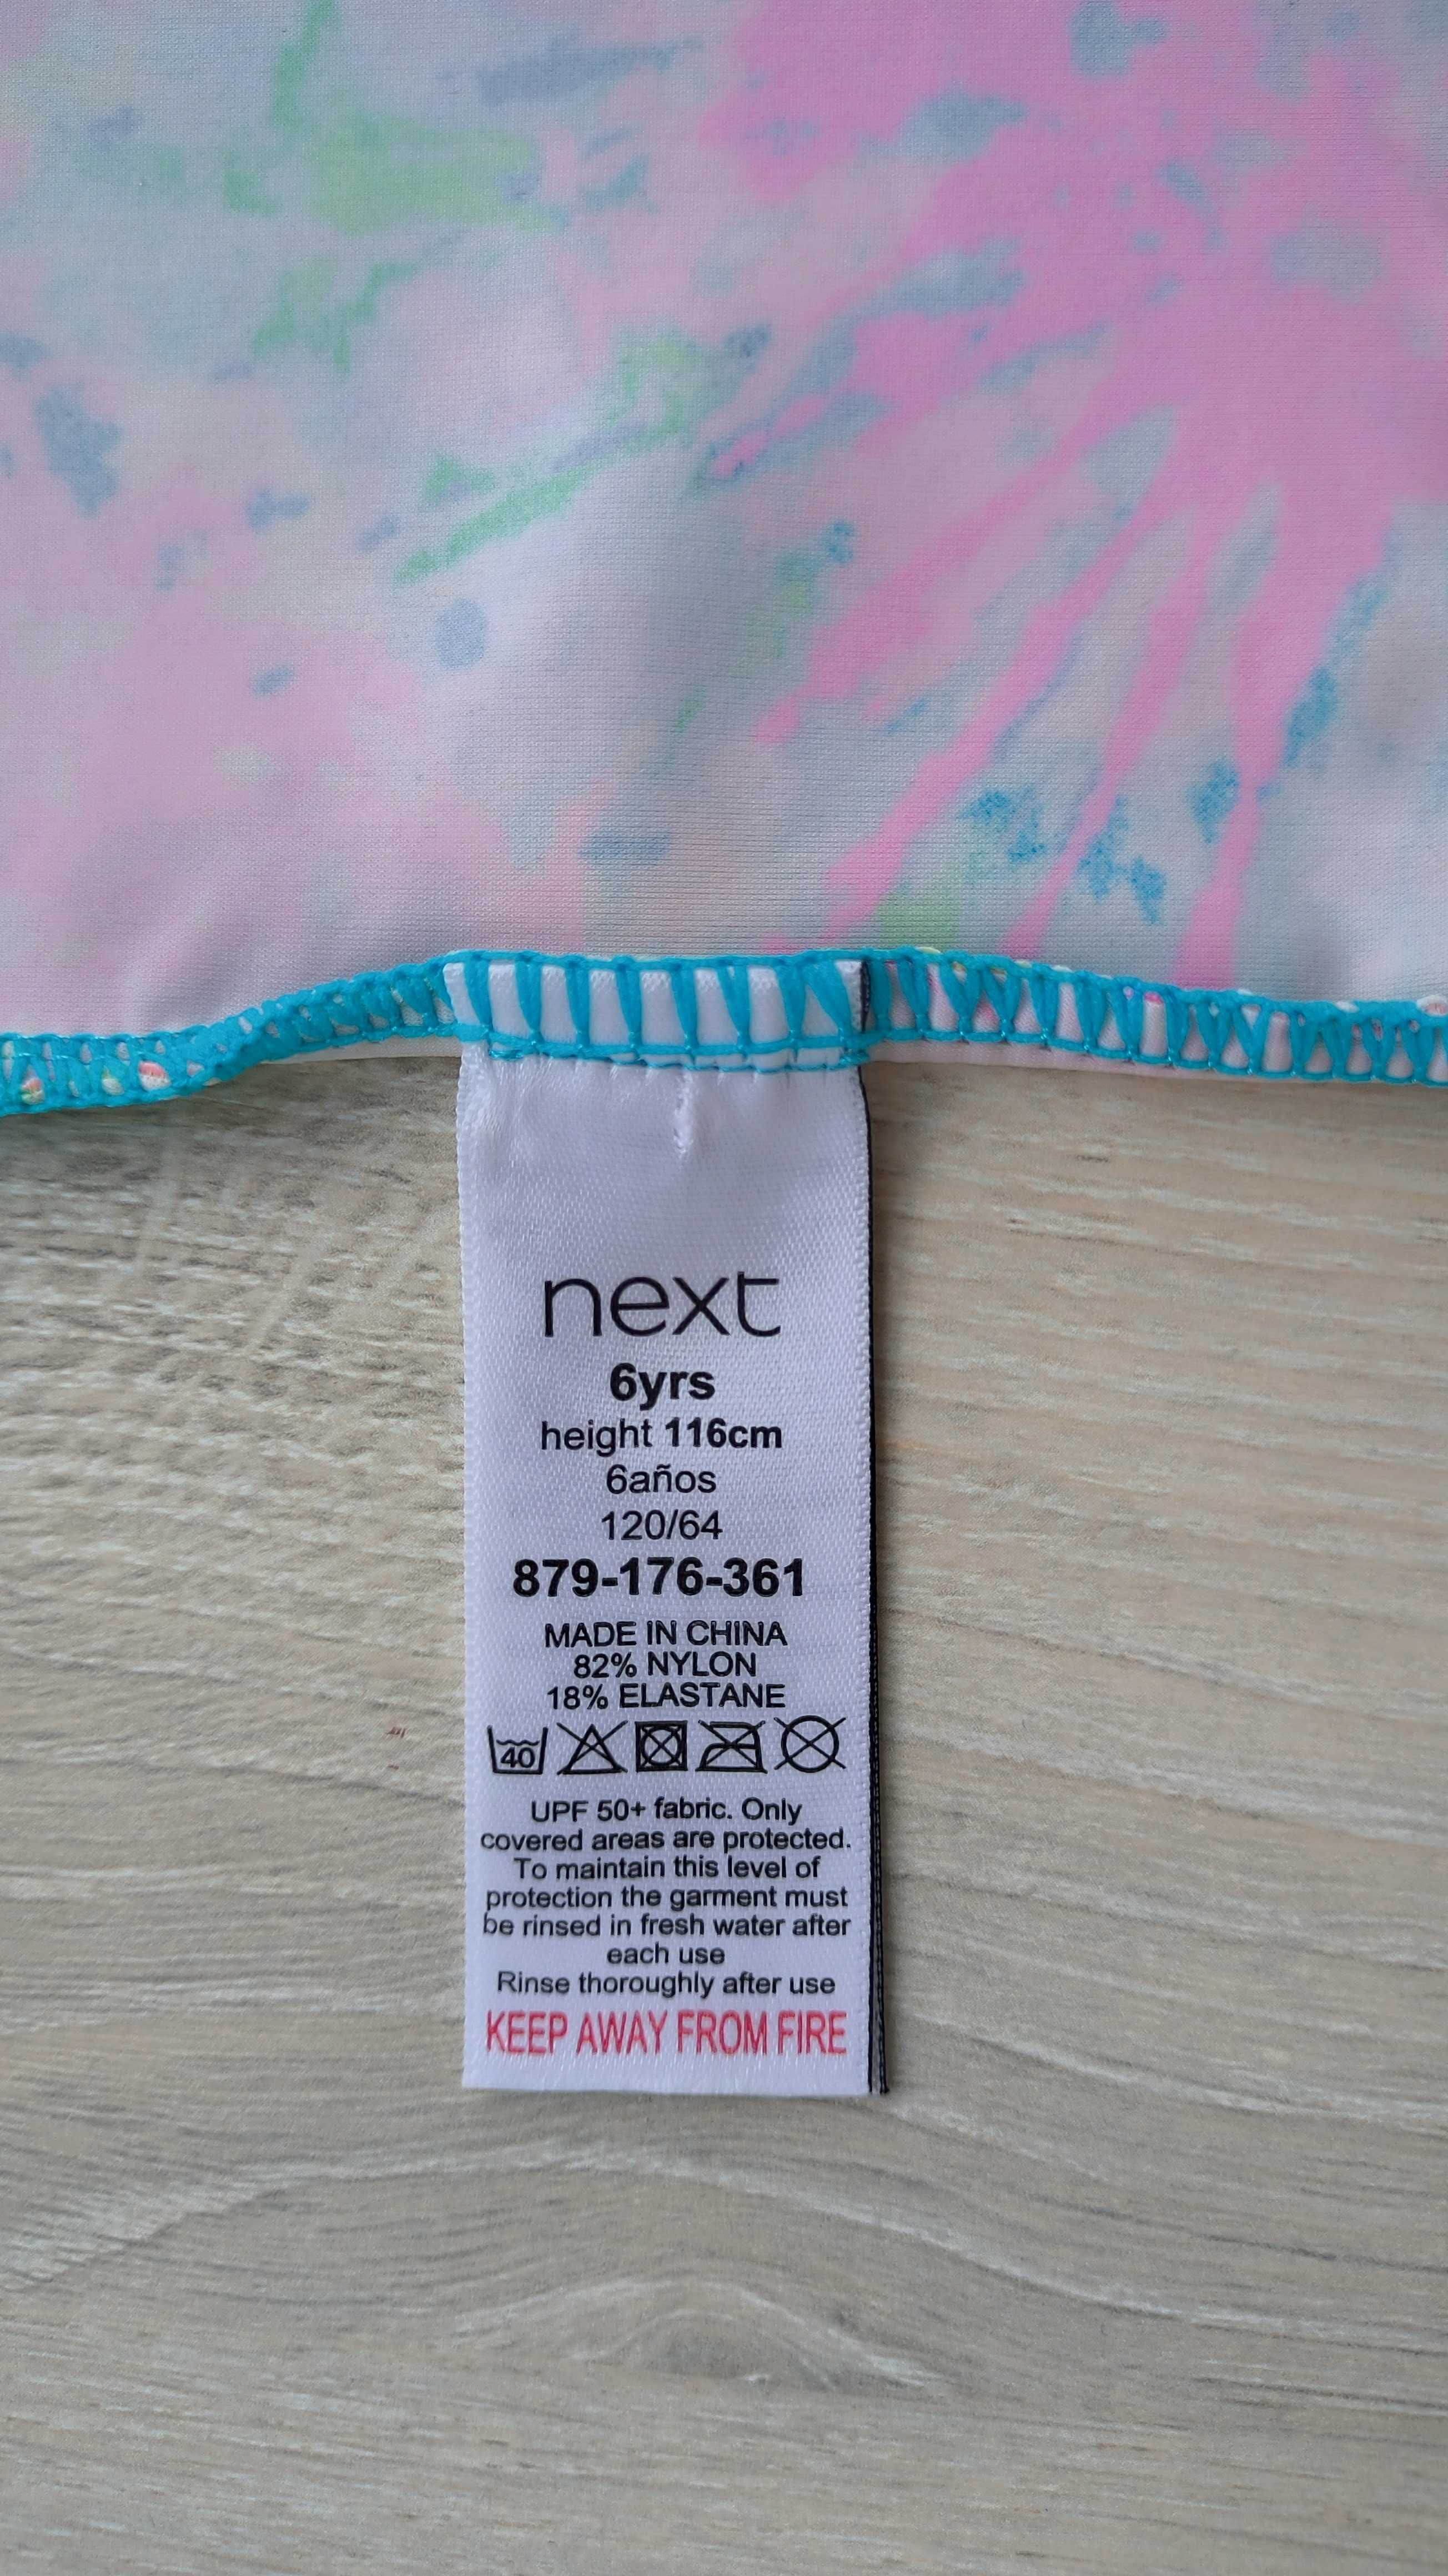 next
6yrs
height 116cm
6años
120/64
879-176-361
MADE IN CHINA
82% NYLON
18% ELASTANE
40
UPF 50+ fabric. Only
covered areas are protected.
To maintain this level of
protection the garment must
be rinsed in fresh water after
each use
Rinse thoroughly after use
KEEP AWAY FROM FIRE